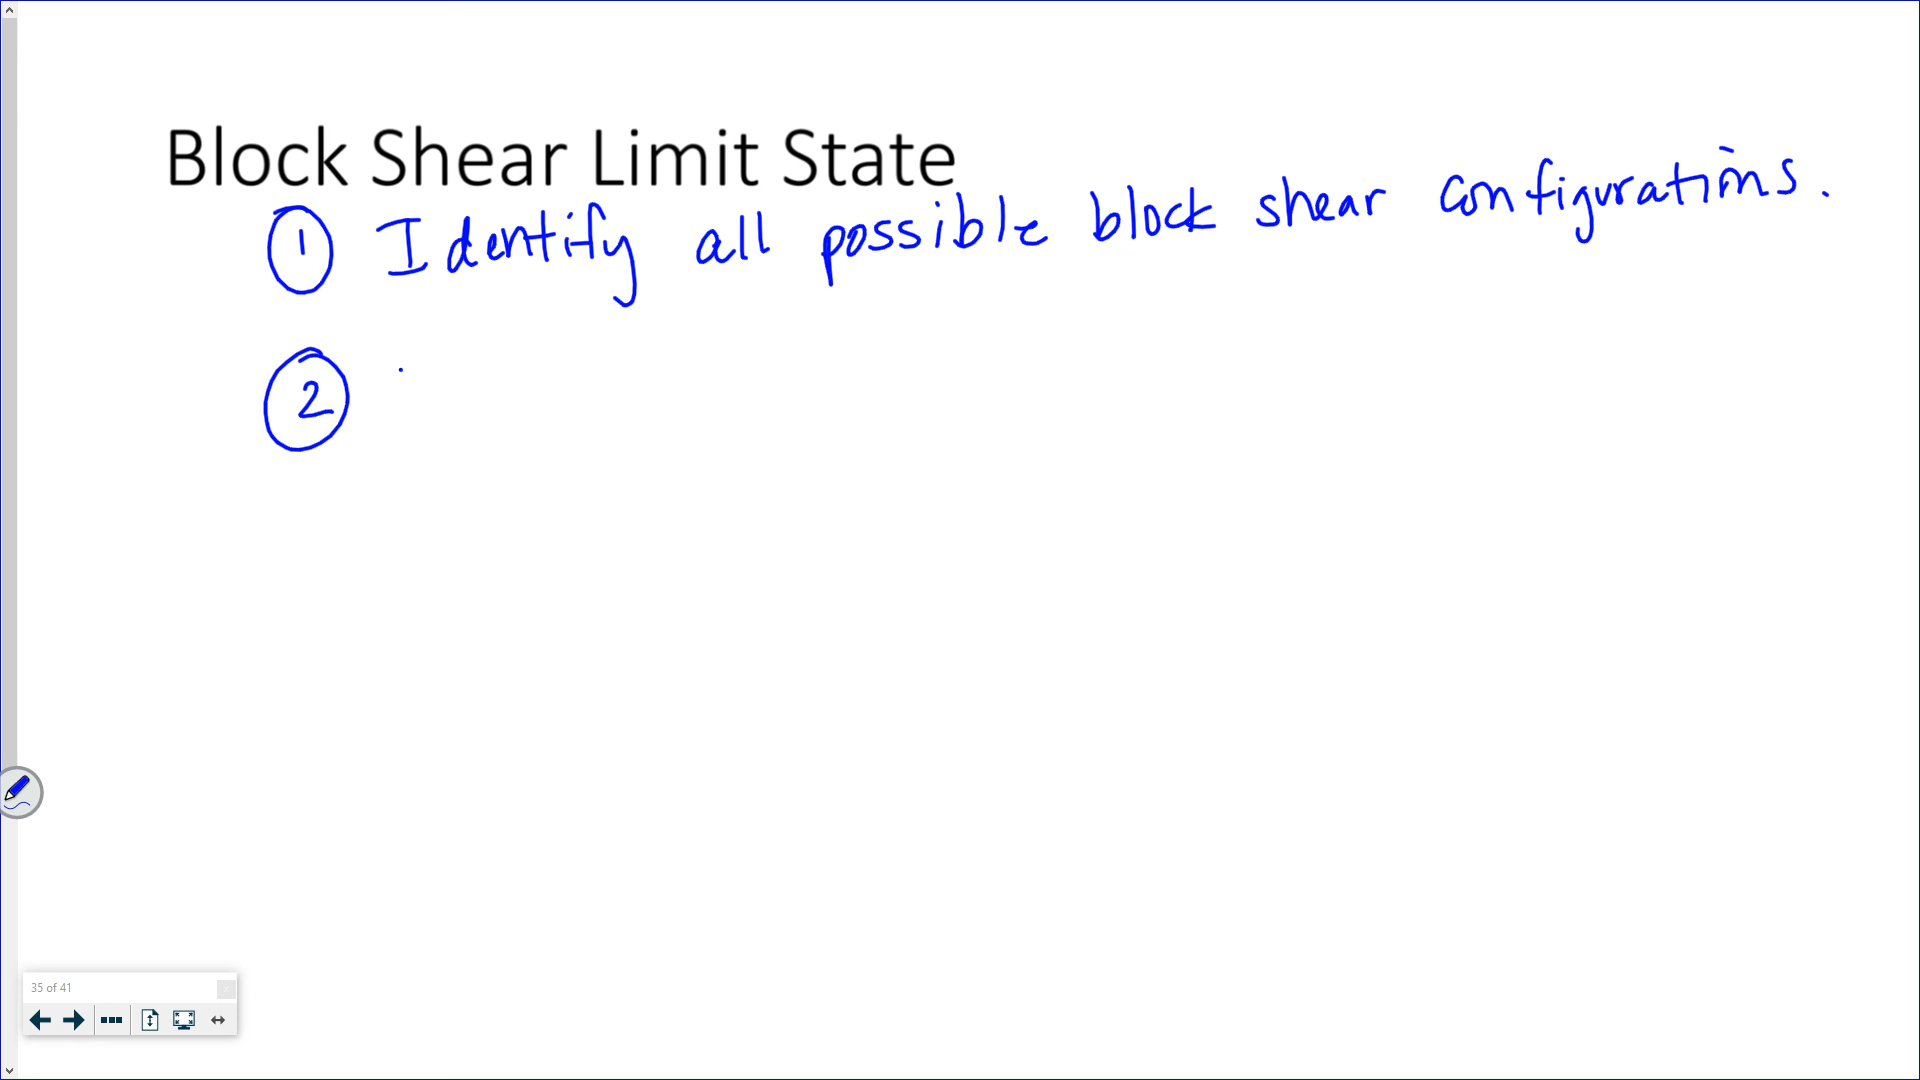 Block Shear Limit State
① Identify all possible block shear configurations.
②
35 of 41